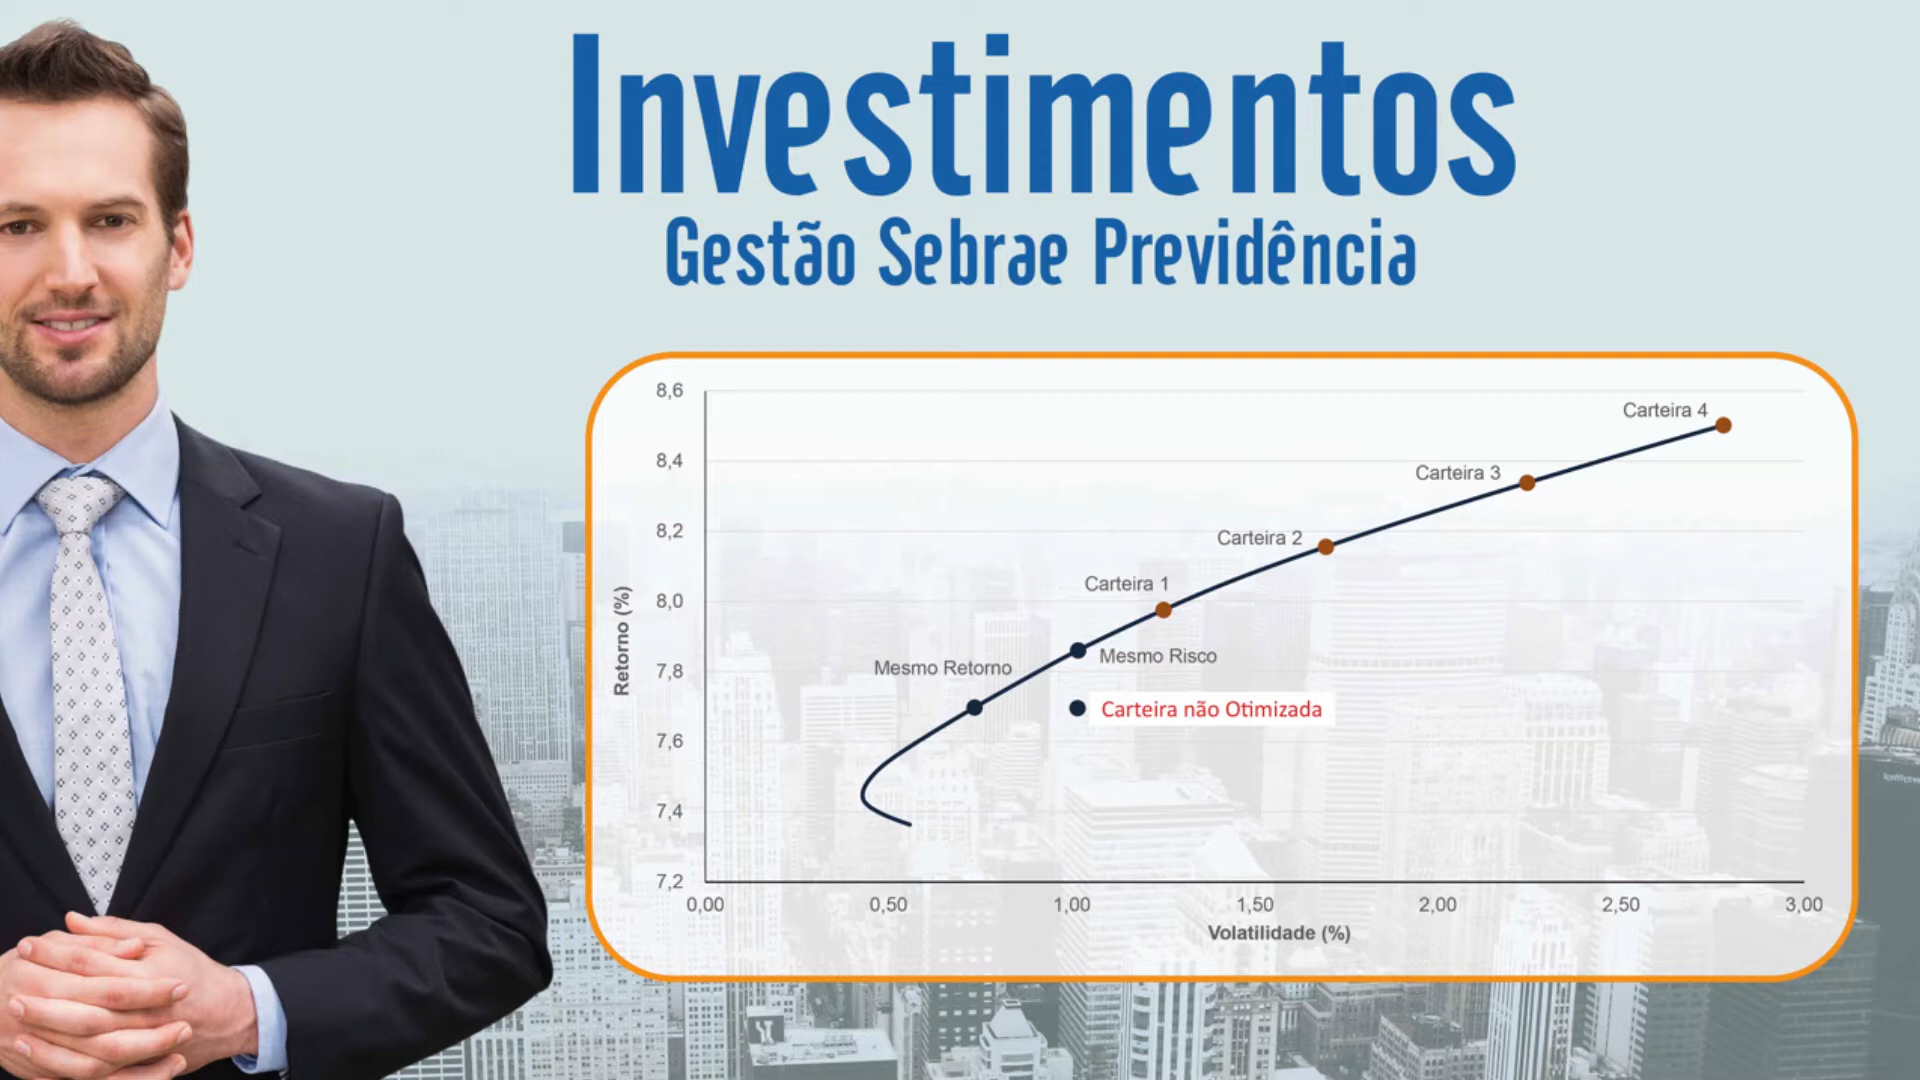 Investimentos
Gestão Sebrae Previdência
8,6
Carteira 4
8,4
Carteira 3
8,2
Carteira 2
8,0
Carteira 1
Retorno (%)
7,8
Mesmo Retorno
Mesmo Risco
Carteira não Otimizada
7,6
7,4
7,2
0,00
0,50
1,00
1,50
2,00
2,50
3,00
Volatilidade (%)